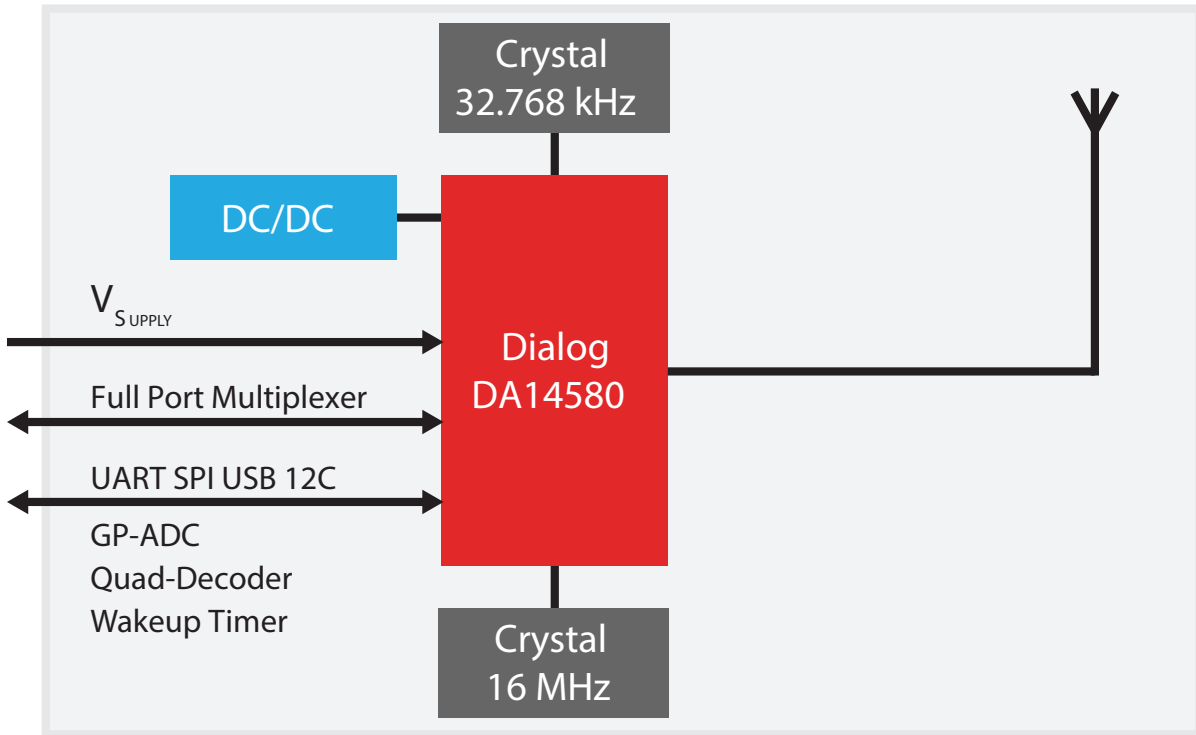 Crystal
32.768 kHz
DC/DC
VSUPPLY
Dialog
DA14580
Full Port Multiplexer
UART SPI USB 12C
GP-ADC
Quad-Decoder
Wakeup Timer
Crystal
16 MHz